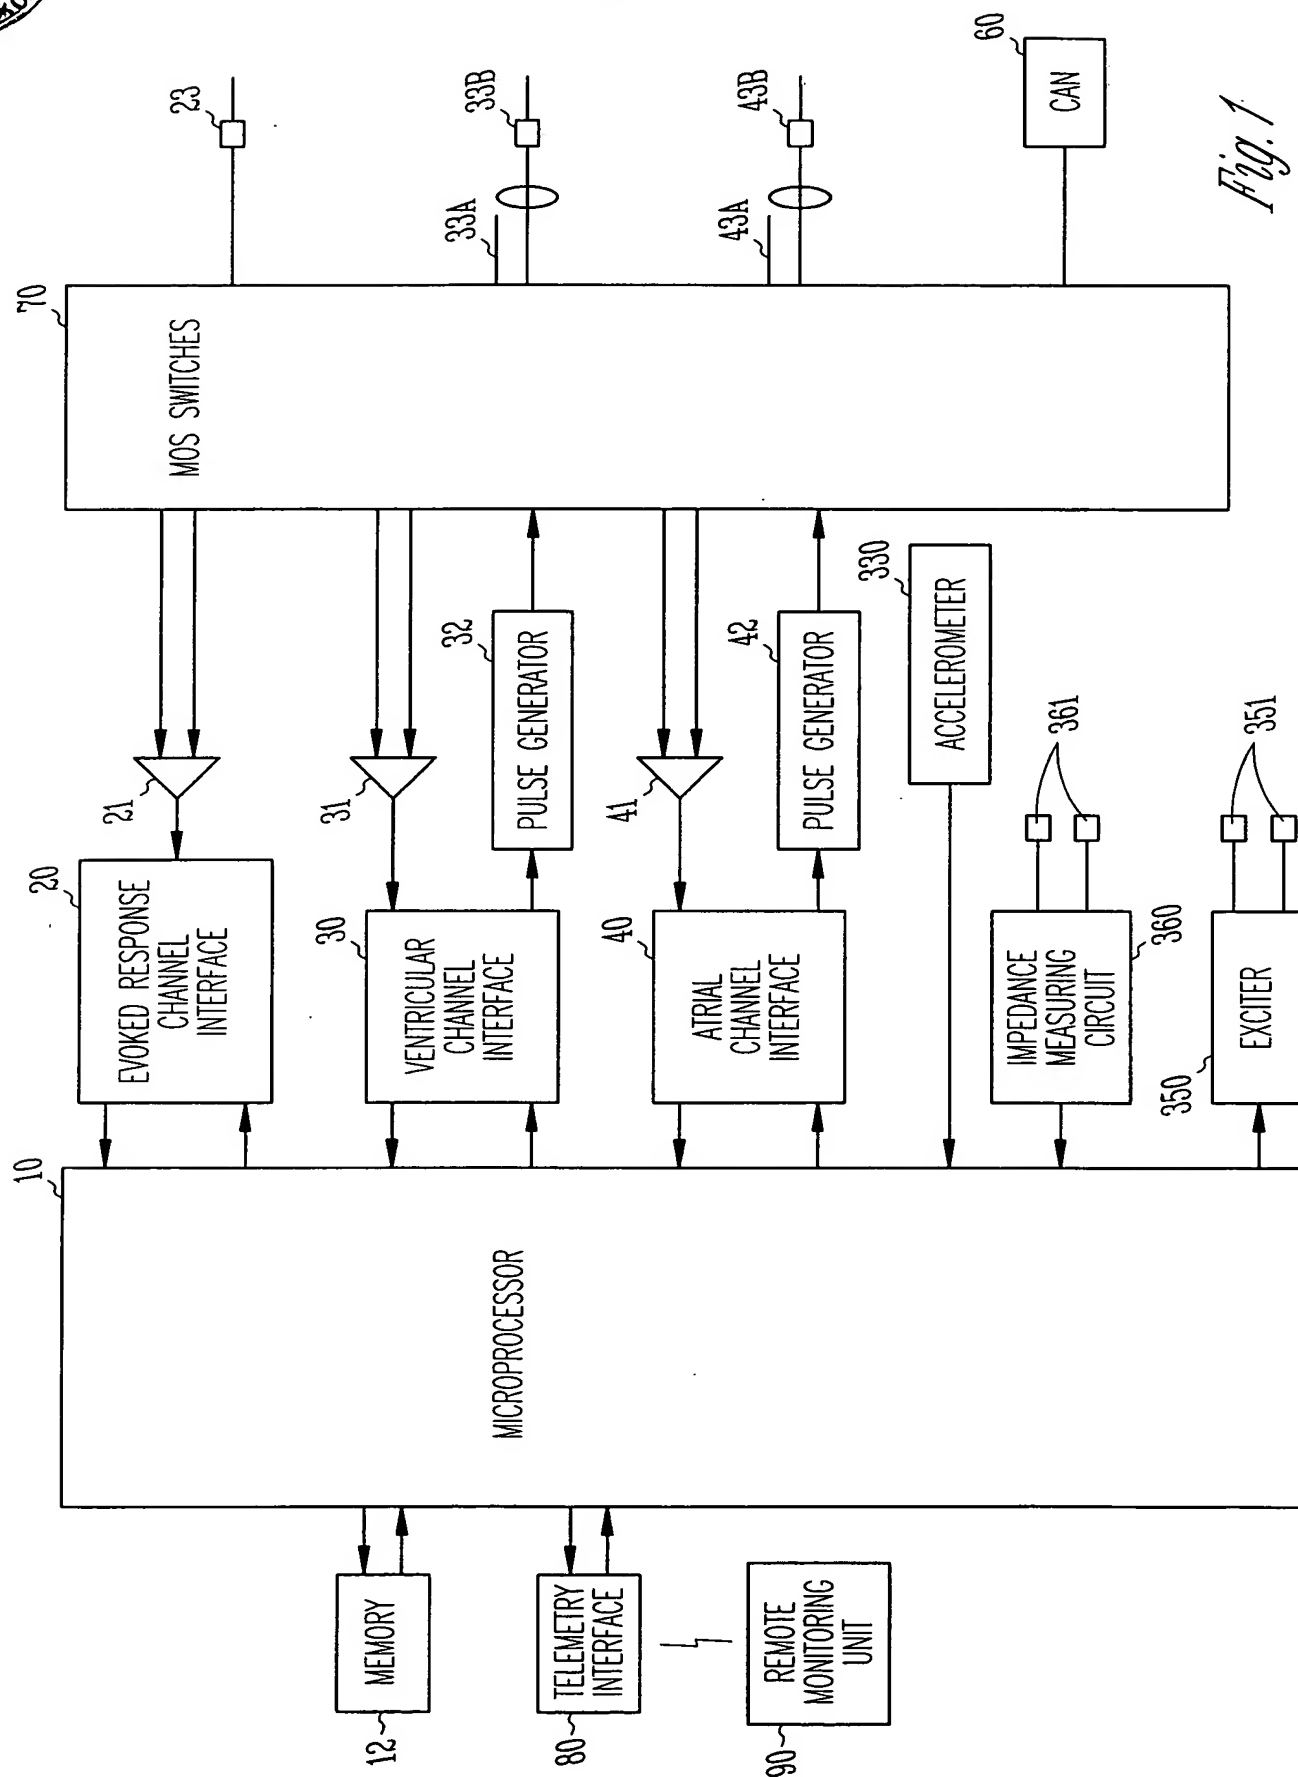 60
CAN
23
33B
43B
33A
43A
Fig. 1
70
MOS SWITCHES
21
31
41
32
PULSE GENERATOR
42
PULSE GENERATOR
330
ACCELEROMETER
361
351
20
EVOKED RESPONSE
CHANNEL
INTERFACE
30
VENTRICULAR
CHANNEL
INTERFACE
40
ATRIAL
CHANNEL
INTERFACE
IMPEDANCE
MEASURING
CIRCUIT
360
EXCITER
350
10
MICROPROCESSOR
MEMORY
12
TELEMETRY
INTERFACE
80
REMOTE
MONITORING
UNIT
90